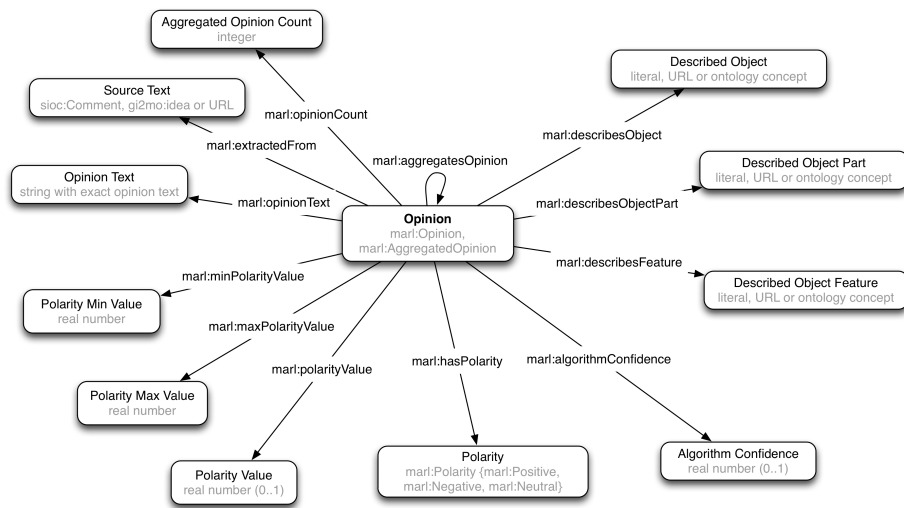 Aggregated Opinion Count
integer
Source Text
sioc:Comment, gi2mo:idea or URL
Described Object
literal, URL or ontology concept
marl:opinionCount
marl:extractedFrom
marl:describesObject
marl:aggregatesOpinion
Opinion Text
string with exact opinion text
Described Object Part
literal, URL or ontology concept
marl:opinionText
marl:describesObjectPart
Opinion
marl:Opinion,
marl:AggregatedOpinion
marl:minPolarityValue
marl:describesFeature
Polarity Min Value
real number
Described Object Feature
literal, URL or ontology concept
marl:maxPolarityValue
marl:polarityValue
marl:hasPolarity
marl:algorithmConfidence
Polarity Max Value
real number
Polarity Value
real number (0..1)
Polarity
marl:Polarity {marl:Positive,
marl:Negative, marl:Neutral}
Algorithm Confidence
real number (0..1)